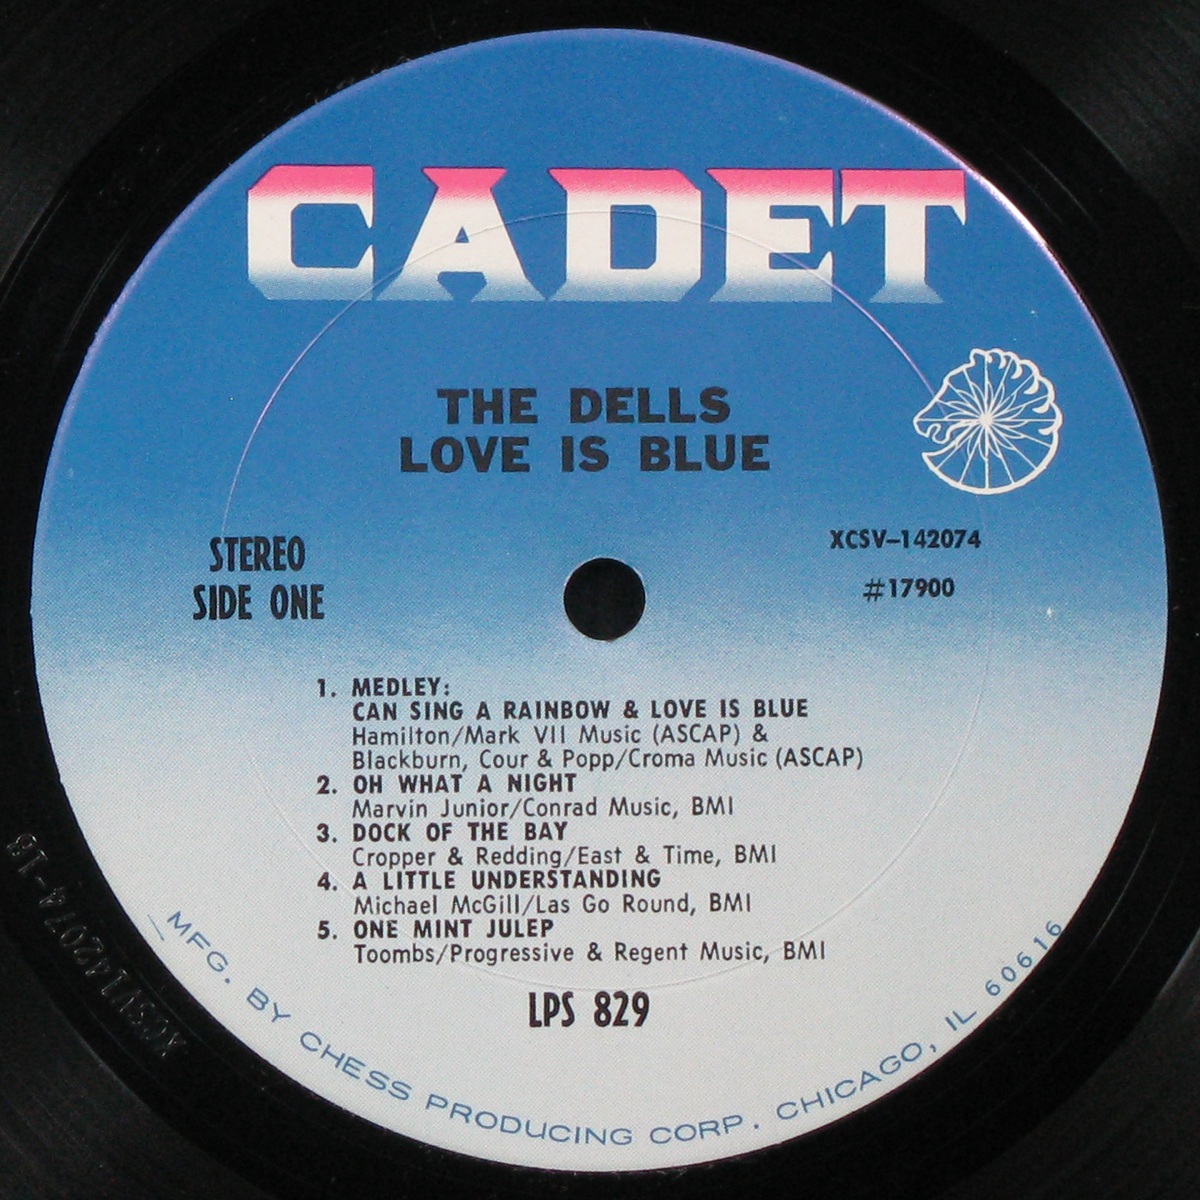 CADET
THE DELLS
LOVE IS BLUE
STEREO
SIDE ONE
XCSV-142074
#17900
1. MEDLEY:
CAN SING A RAINBOW & LOVE IS BLUE
Hamilton/Mark VII Music (ASCAP) &
Blackburn, Cour & Popp/Croma Music (ASCAP)
2. OH WHAT A NIGHT
Marvin Junior/Conrad Music, BMI
3. DOCK OF THE BAY
Cropper & Redding/East & Time, BMI
4. A LITTLE UNDERSTANDING
Michael McGill/Las Go Round, BMI
5. ONE MINT JULEP
Toombs/Progressive & Regent Music, BMI
LPS 829
MFG. BY CHESS PRODUCING CORP. CHICAGO, IL 60616
XCSV142074-1B